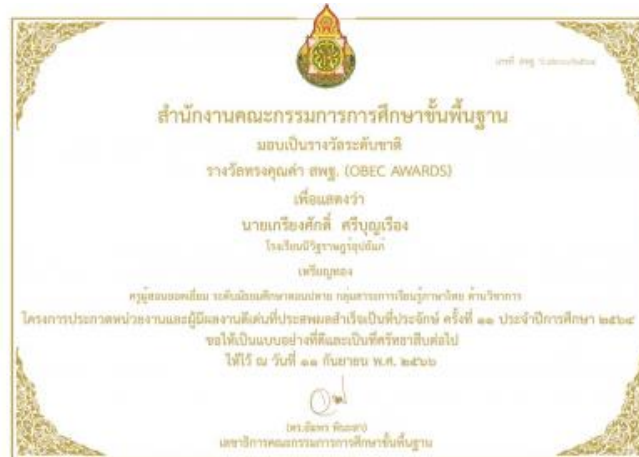 สำนักงานคณะกรรมการการศึกษาขั้นพื้นฐาน
มอบเป็นรางวัลระดับชาติ
รางวัลทรงคุณค่า สพฐ. (OBEC AWARDS)
เพื่อแสดงว่า
นายเกรียงศักดิ์ ศรีบุญเรือง
เหรียญทอง
ครูผู้สอนยอดเยี่ยม ระดับมัธยมศึกษาตอนปลาย กลุ่มสาระการเรียนรู้ภาษาไทย ด้านวิชาการ
โครงการประกวดหน่วยงานและผู้มีผลงานดีเด่นที่ประสพผลสำเร็จเป็นที่ประจักษ์ ครั้งที่ ๑๑ ประจำปีการศึกษา ๒๕๖๔
ขอให้เป็นแบบอย่างที่ดีและเป็นที่ศรัทธาสืบต่อไป
ให้ไว้ ณ วันที่ ๑๑ กันยายน พ.ศ. ๒๕๖๖
(ดร.อัมพร พินะสา)
เลขาธิการคณะกรรมการการศึกษาขั้นพื้นฐาน